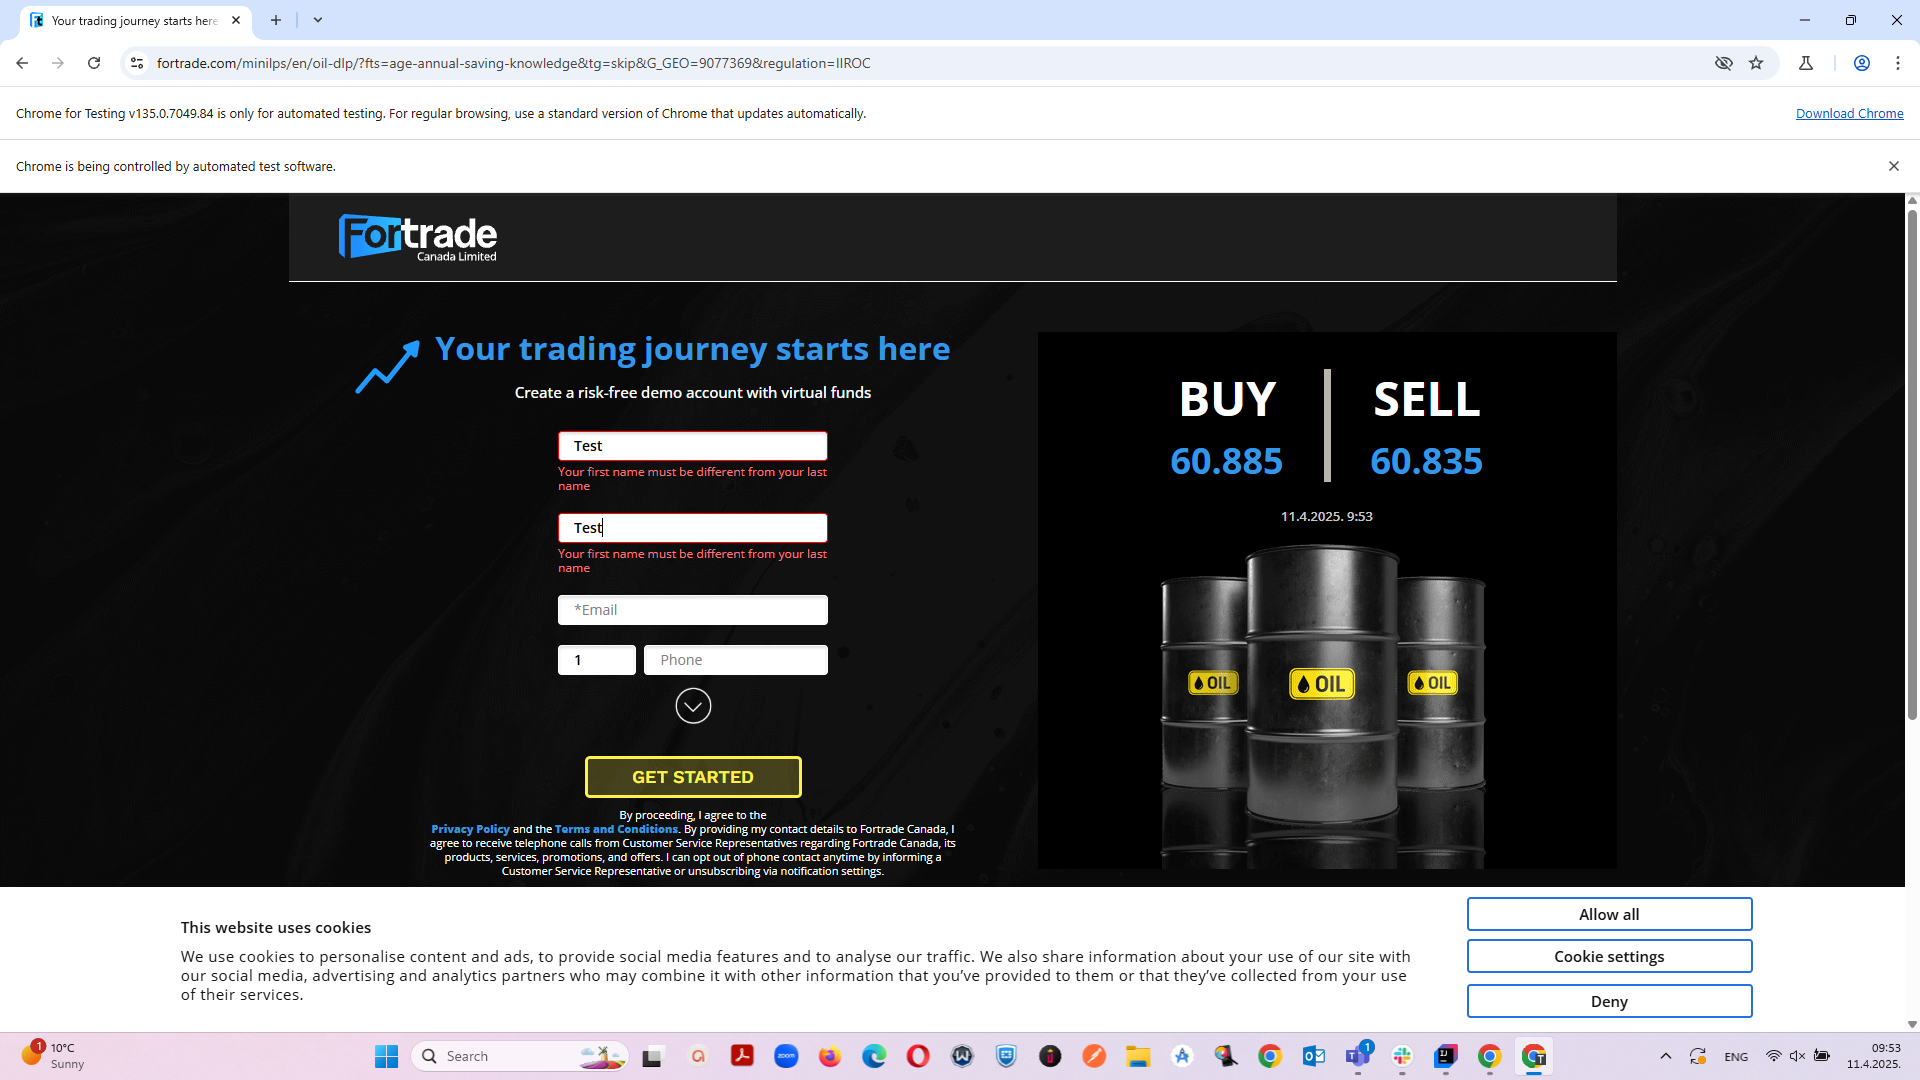 Your trading journey starts here
fortrade.com/minilps/en/oil-dlp/?fts=age-annual-saving-knowledge&tg=skip&G_GEO=9077369&regulation=IIROC
Chrome for Testing v135.0.7049.84 is only for automated testing. For regular browsing, use a standard version of Chrome that updates automatically.
Download Chrome
Chrome is being controlled by automated test software.
Fortrade
Canada Limited
Your trading journey starts here
Create a risk-free demo account with virtual funds
Test
Your first name must be different from your last
name
Test
Your first name must be different from your last
name
*Email
1 Phone
GET STARTED
By proceeding, I agree to the
Privacy Policy and the Terms and Conditions. By providing my contact details to Fortrade Canada, I
agree to receive telephone calls from Customer Service Representatives regarding Fortrade Canada, its
products, services, promotions, and offers. I can opt out of phone contact anytime by informing a
Customer Service Representative or unsubscribing via notification settings.
BUY SELL
60.885 60.835
11.4.2025. 9:53
OIL OIL OIL
This website uses cookies
We use cookies to personalise content and ads, to provide social media features and to analyse our traffic. We also share information about your use of our site with
our social media, advertising and analytics partners who may combine it with other information that you've provided to them or that they've collected from your use
of their services.
Allow all
Cookie settings
Deny
1
10°C
Sunny
Search
zoom
1
ENG
09:53
11.4.2025.